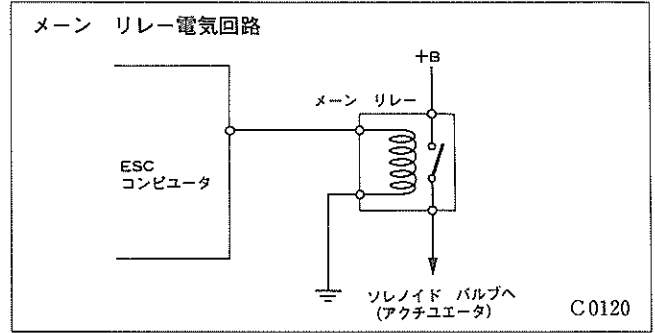 メーン リレー電気回路
+B
メーン リレー
ESC
コンピユータ
ソレノイド バルブへ
(アクチユエータ)
C0120